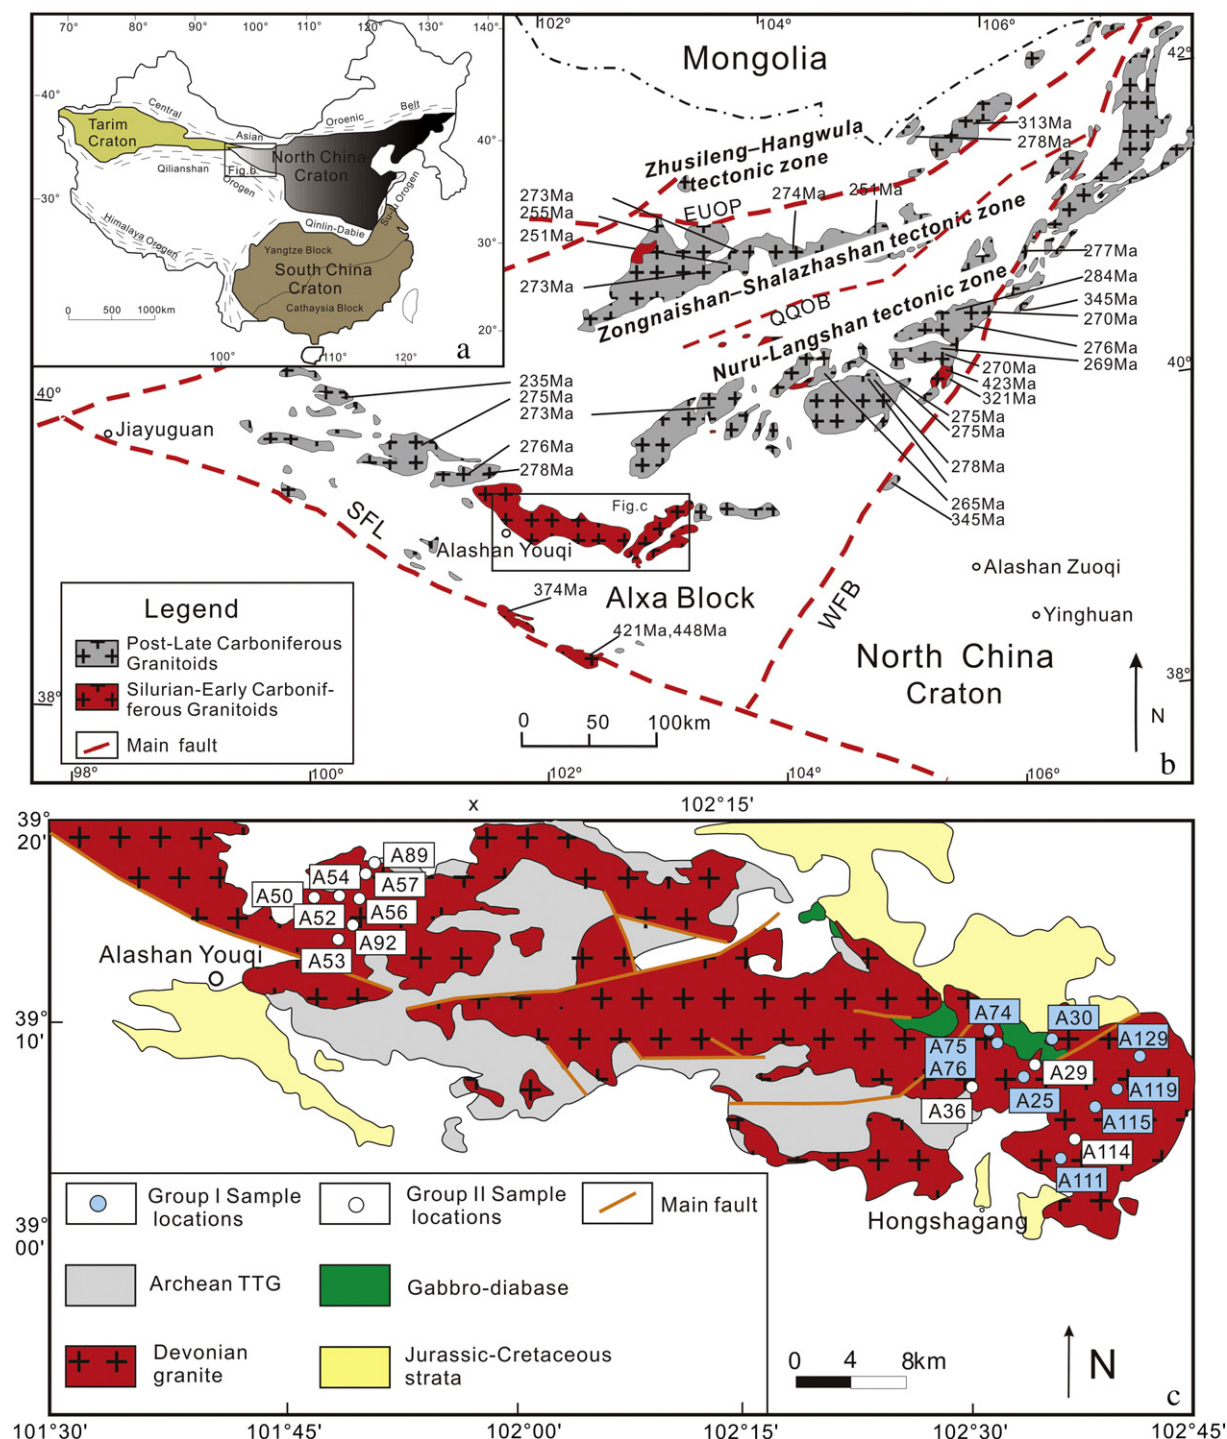 70°
80°
90°
100°
110°
120°
130°
140°
40°
30°
40°
30°
20°
100°
110°
120°
Central
Asian
Oroenic
Belt
Tarim
Craton
North China
Craton
Fig.b
Qilianshan
Orogen
Qinlin-Dabie
Su-lu Orogen
Himalaya Orogen
Yangtze Block
South China
Craton
Cathaysia Block
0 500 1000km
a
102°
104°
106°
42°
40°
38°
40°
38°
98°
100°
102°
104°
106°
Mongolia
Zhusileng–Hangwula
tectonic zone
EUOP
Zongnaishan–Shalazhashan tectonic zone
QQOB
Nuru-Langshan tectonic zone
313Ma
278Ma
273Ma
255Ma
251Ma
273Ma
274Ma
251Ma
277Ma
284Ma
345Ma
270Ma
276Ma
269Ma
270Ma
423Ma
321Ma
275Ma
275Ma
278Ma
265Ma
345Ma
235Ma
275Ma
273Ma
276Ma
278Ma
Jiayuguan
SFL
Fig.c
Alashan Youqi
374Ma
421Ma,448Ma
Alxa Block
WFB
Alashan Zuoqi
Yinghuan
North China
Craton
N
b
Legend
Post-Late Carboniferous
Granitoids
Silurian-Early Carbonif-
ferous Granitoids
Main fault
0 50 100km
x
102°15'
39°
20'
39°
10'
39°
00'
A89
A54
A57
A50
A52
A56
A92
A53
Alashan Youqi
A74
A30
A75
A76
A129
A29
A36
A25
A119
A115
A114
A111
Hongshagang
Group I Sample
locations
Group II Sample
locations
Main fault
Archean TTG
Gabbro-diabase
Devonian
granite
Jurassic-Cretaceous
strata
0 4 8km
N
c
101°30'
101°45'
102°00'
102°15'
102°30'
102°45'